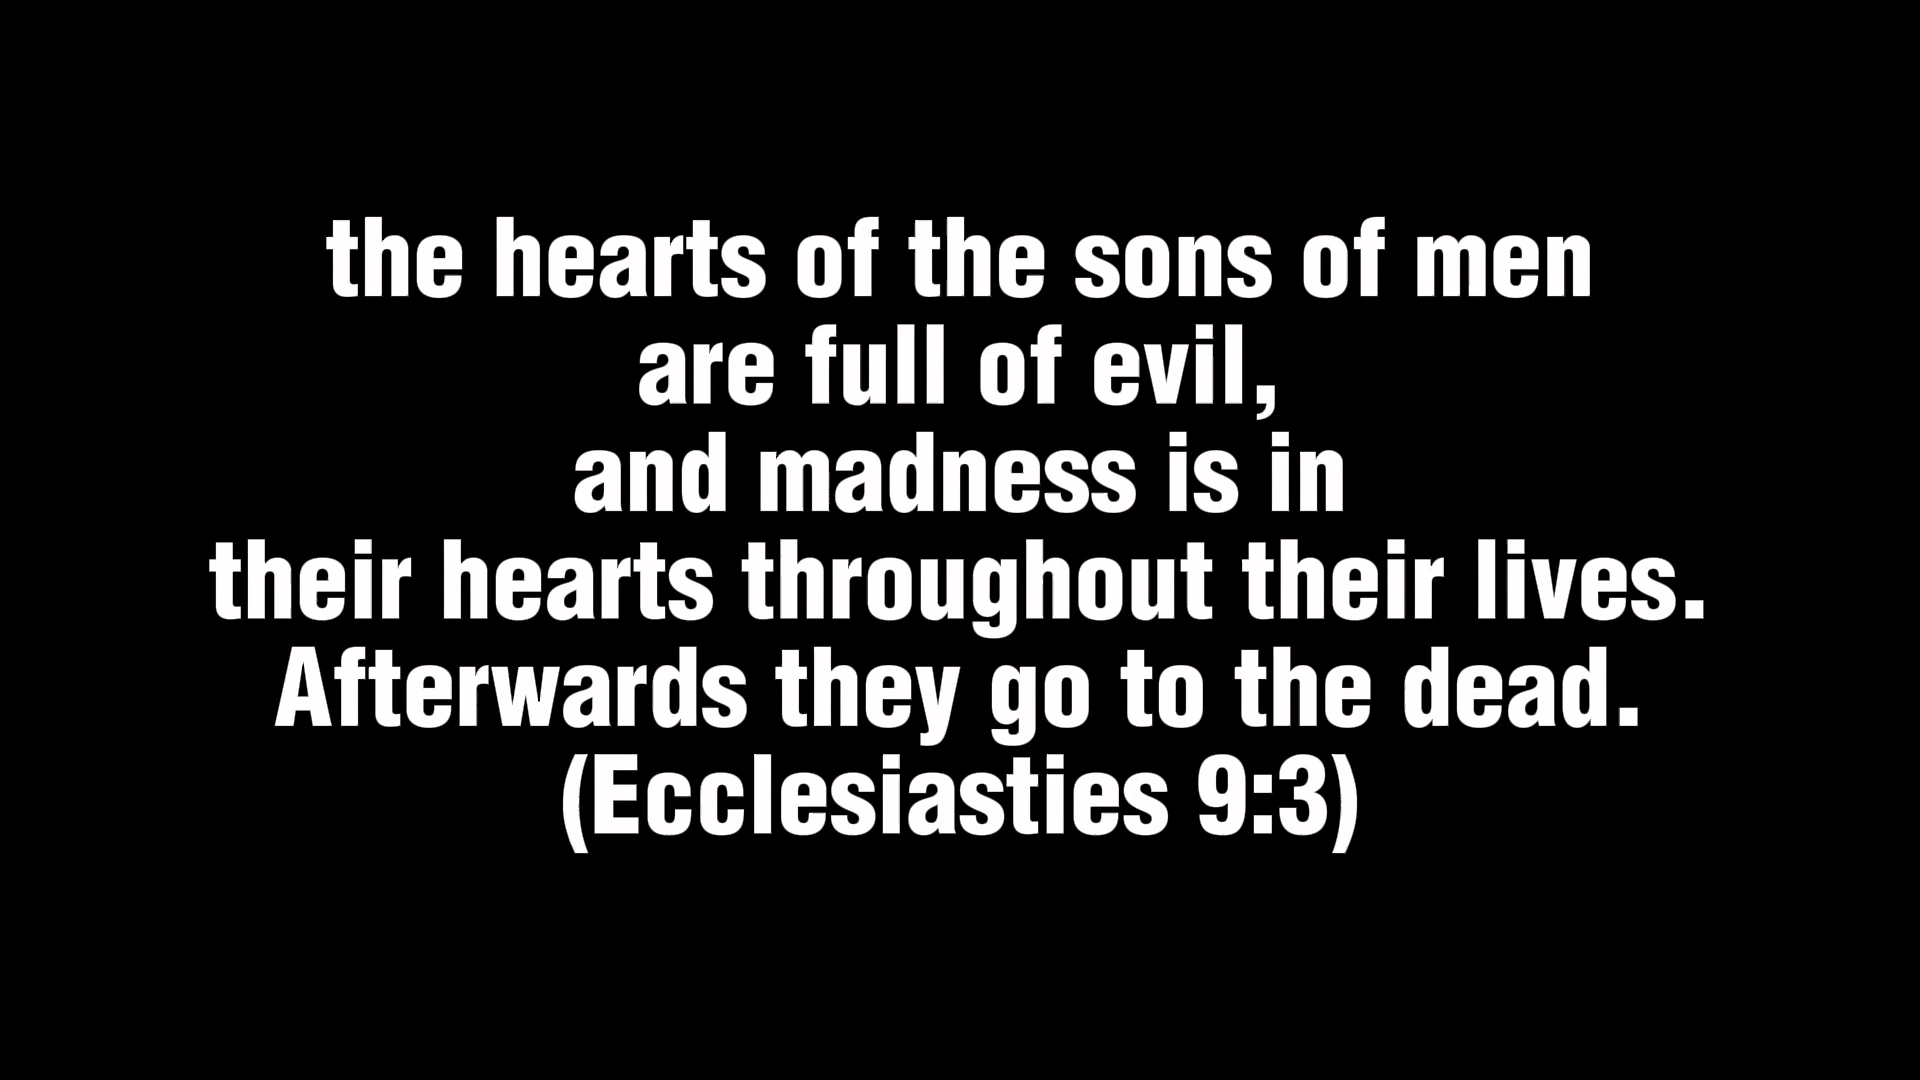 the hearts of the sons of men
are full of evil,
and madness is in
their hearts throughout their lives.
Afterwards they go to the dead.
(Ecclesiasties 9:3)